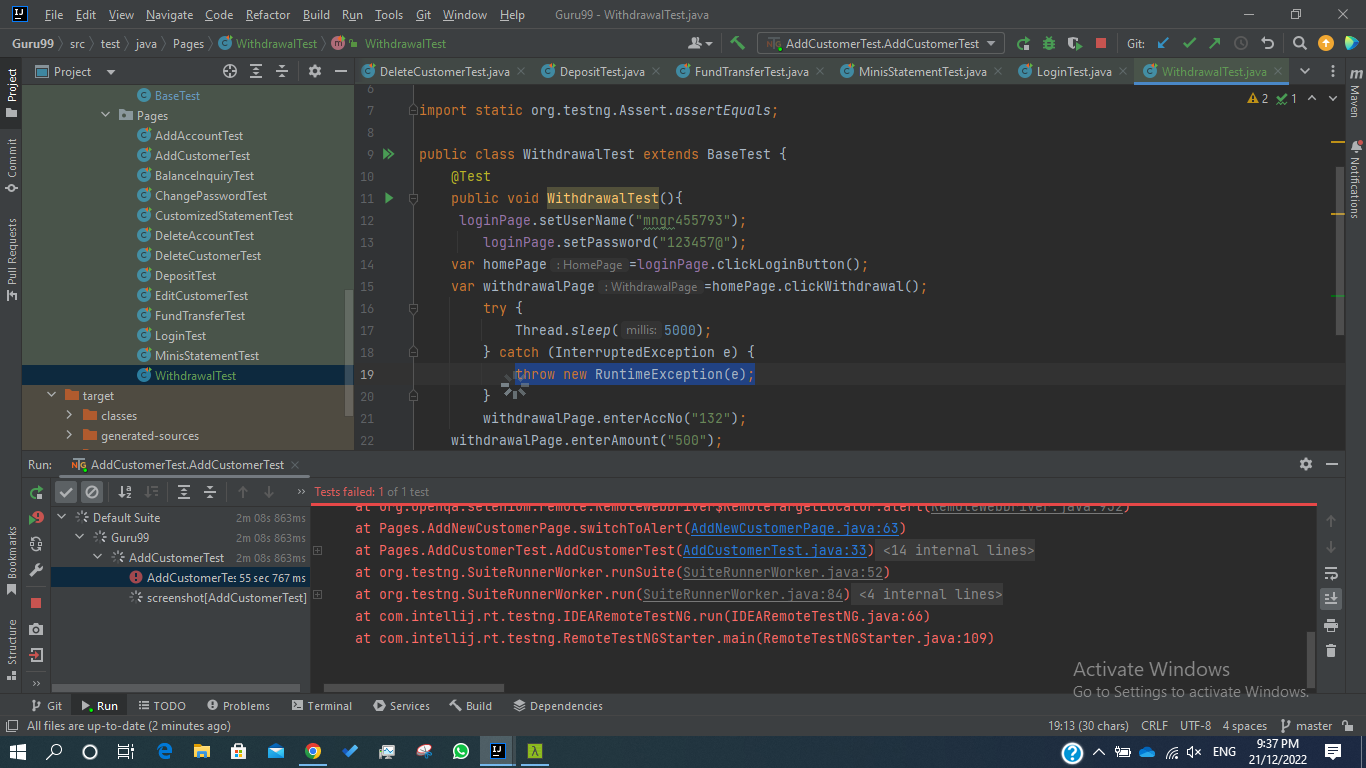 File Edit View Navigate Code Refactor Build Run Tools Git Window Help Guru99 - WithdrawalTest.java
Guru99 > src > test > java > Pages > WithdrawalTest > WithdrawalTest AddCustomerTest.AddCustomerTest Git:
Project DeleteCustomerTest.java DepositTest.java FundTransferTest.java MinisStatementTest.java LoginTest.java WithdrawalTest.java
Project
Commit
Pull Requests
Bookmarks
Structure
Maven
Notifications
BaseTest
Pages
AddAccountTest
AddCustomerTest
BalanceInquiryTest
ChangePasswordTest
CustomizedStatementTest
DeleteAccountTest
DeleteCustomerTest
DepositTest
EditCustomerTest
FundTransferTest
LoginTest
MinisStatementTest
WithdrawalTest
target
classes
generated-sources
2 1
6
7 import static org.testng.Assert.assertEquals;
8
9 public class WithdrawalTest extends BaseTest {
10 @Test
11 public void WithdrawalTest(){
12 loginPage.setUserName("mngr455793");
13 loginPage.setPassword("123457@");
14 var homePage : HomePage =loginPage.clickLoginButton();
15 var withdrawalPage : WithdrawalPage =homePage.clickWithdrawal();
16 try {
17 Thread.sleep( millis: 5000);
18 } catch (InterruptedException e) {
19 throw new RuntimeException(e);
20 }
21 withdrawalPage.enterAccNo("132");
22 withdrawalPage.enterAmount("500");
Run: AddCustomerTest.AddCustomerTest
Tests failed: 1 of 1 test
Default Suite 2m 08s 863ms
Guru99 2m 08s 863ms
AddCustomerTest 2m 08s 863ms
AddCustomerTes 55 sec 767 ms
screenshot[AddCustomerTest]
at org.openqa.selenium.remote.RemoteWebDriver$RemoteTargetLocator.alert(RemoteWebDriver.java:932)
at Pages.AddNewCustomerPage.switchToAlert(AddNewCustomerPage.java:63)
at Pages.AddCustomerTest.AddCustomerTest(AddCustomerTest.java:33) <14 internal lines>
at org.testng.SuiteRunnerWorker.runSuite(SuiteRunnerWorker.java:52)
at org.testng.SuiteRunnerWorker.run(SuiteRunnerWorker.java:84) <4 internal lines>
at com.intellij.rt.testng.IDEARemoteTestNG.run(IDEARemoteTestNG.java:66)
at com.intellij.rt.testng.RemoteTestNGStarter.main(RemoteTestNGStarter.java:109)
Activate Windows
Go to Settings to activate Windows.
Git Run TODO Problems Terminal Services Build Dependencies
All files are up-to-date (2 minutes ago) 19:13 (30 chars) CRLF UTF-8 4 spaces master
ENG 9:37 PM
21/12/2022